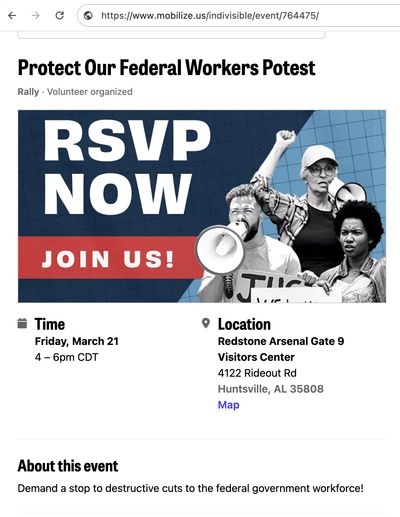 https://www.mobilize.us/indivisible/event/764475/
Protect Our Federal Workers Potest
Rally · Volunteer organized
RSVP
NOW
JOIN US!
JUS
WE
Time
Friday, March 21
4 – 6pm CDT
Location
Redstone Arsenal Gate 9
Visitors Center
4122 Rideout Rd
Huntsville, AL 35808
Map
About this event
Demand a stop to destructive cuts to the federal government workforce!